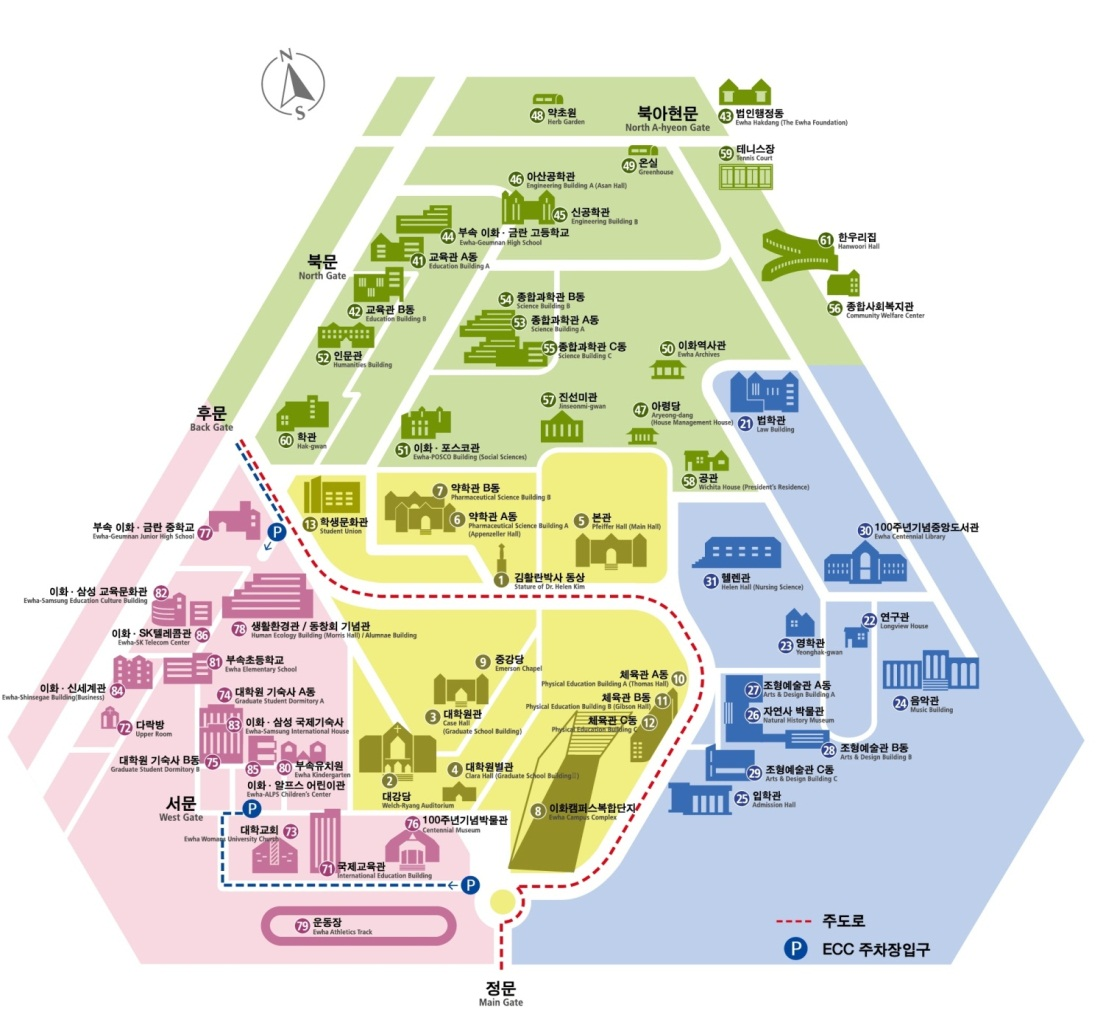 N
S
48 약초원
Herb Garden
북아현문
North A-hyeon Gate
43 법인행정동
Ewha Hakdang (The Ewha Foundation)
49 온실
Greenhouse
59 테니스장
Tennis Court
46 아산공학관
Engineering Building A (Asan Hall)
45 신공학관
Engineering Building B
44 부속 이화·금란 고등학교
Ewha-Geumnan High School
41 교육관 A동
Education Building A
61 한우리집
Hanwoori Hall
북문
North Gate
42 교육관 B동
Education Building B
54 종합과학관 B동
Science Building B
53 종합과학관 A동
Science Building A
55 종합과학관 C동
Science Building C
56 종합사회복지관
Community Welfare Center
52 인문관
Humanities Building
50 이화역사관
Ewha Archives
후문
Back Gate
60 학관
Hak-gwan
51 이화·포스코관
Ewha-POSCO Building (Social Sciences)
57 진선미관
Jinseonmi-gwan
47 아령당
Aryeong-dang
(House Management House)
21 법학관
Law Building
58 공관
Wichita House (President's Residence)
부속 이화·금란 중학교 77
Ewha-Geumnan Junior High School
P
13 학생문화관
Student Union
7 약학관 B동
Pharmaceutical Science Building B
6 약학관 A동
Pharmaceutical Science Building A
(Appenzeller Hall)
5 본관
Pfeiffer Hall (Main Hall)
30 100주년기념중앙도서관
Ewha Centennial Library
1 김활란박사 동상
Stature of Dr. Helen Kim
31 헬렌관
Helen Hall (Nursing Science)
이화·삼성 교육문화관 82
Ewha-Samsung Education Culture Building
이화·SK텔레콤관 86
Ewha-SK Telecom Center
78 생활환경관 / 동창회 기념관
Human Ecology Building (Morris Hall) / Alumnae Building
22 연구관
Longview House
23 영학관
Yeonghak-gwan
81 부속초등학교
Ewha Elementary School
이화·신세계관 84
Ewha-Shinsegae Building(Business)
9 중강당
Emerson Chapel
체육관 A동 10
Physical Education Building A (Thomas Hall)
체육관 B동 11
Physical Education Building B (Gibson Hall)
체육관 C동 12
Physical Education Building C
27 조형예술관 A동
Arts & Design Building A
26 자연사 박물관
Natural History Museum
24 음악관
Music Building
74 대학원 기숙사 A동
Graduate Student Dormitory A
72 다락방
Upper Room
83 이화·삼성 국제기숙사
Ewha-Samsung International House
3 대학원관
Case Hall
(Graduate School Building)
28 조형예술관 B동
Arts & Design Building B
대학원 기숙사 B동 75
Graduate Student Dormitory B
85
80 부속유치원
Ewha Kindergarten
이화·알프스 어린이관
Ewha-ALPS Children's Center
4 대학원별관
Clara Hall (Graduate School Building
29 조형예술관 C동
Arts & Design Building C
2
대강당
Welch-Ryang Auditorium
25 입학관
Admission Hall
서문
West Gate
P
8 이화캠퍼스복합단지
Ewha Campus Complex
대학교회 73
Ewha Womans University Church
76 100주년기념박물관
Centennial Museum
71 국제교육관
International Education Building
P
79 운동장
Ewha Athletics Track
주도로
P ECC 주차장입구
정문
Main Gate